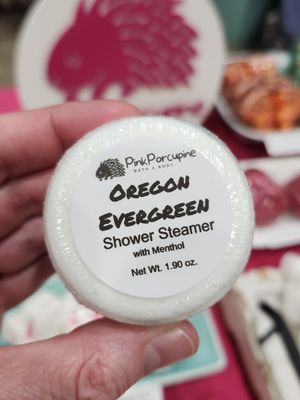 PinkPorcupine
BATH & BODY
OREGON
EVERGREEN
Shower Steamer
with Menthol
Net Wt. 1.90 oz.